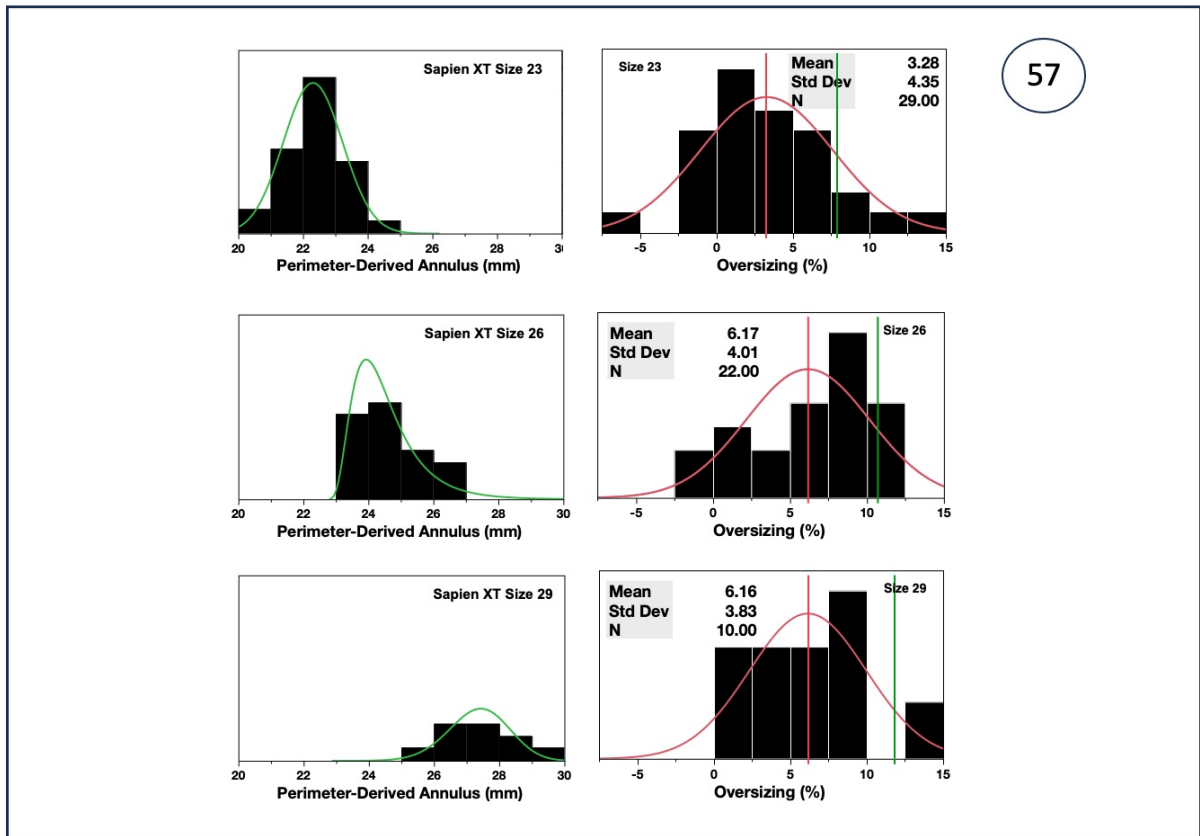 Sapien XT Size 23
20 22 24 26 28 3
Perimeter-Derived Annulus (mm)
Size 23
Mean 3.28
Std Dev 4.35
N 29.00
-5 0 5 10 15
Oversizing (%)
57
Sapien XT Size 26
20 22 24 26 28 30
Perimeter-Derived Annulus (mm)
Mean 6.17
Std Dev 4.01
N 22.00
Size 26
-5 0 5 10 15
Oversizing (%)
Sapien XT Size 29
20 22 24 26 28 30
Perimeter-Derived Annulus (mm)
Mean 6.16
Std Dev 3.83
N 10.00
Size 29
-5 0 5 10 15
Oversizing (%)